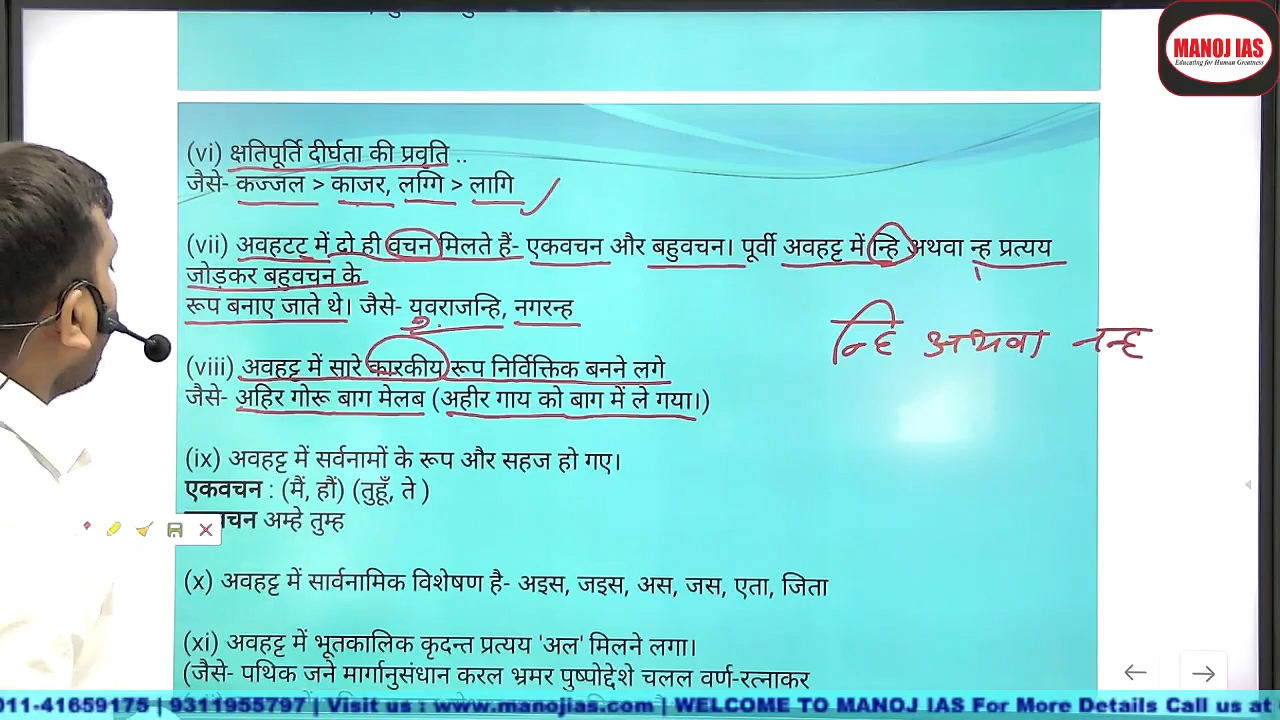 MANOJ IAS
Educating for Human Greatness
(vi) क्षतिपूर्ति दीर्घता की प्रवृति ..
जैसे- कज्जल > काजर, लग्गि > लागि
(vii) अवहटट में दो ही वचन मिलते हैं- एकवचन और बहुवचन। पूर्वी अवहट्ट में न्हि अथवा न्ह प्रत्यय
जोड़कर बहुवचन के
रूप बनाए जाते थे। जैसे- युवराजन्हि, नगरन्ह
न्हि अथवा नन्ह
(viii) अवहट्ट में सारे कारकीय रूप निर्विक्तिक बनने लगे
जैसे- अहिर गोरू बाग मेलब (अहीर गाय को बाग में ले गया।)
(ix) अवहट्ट में सर्वनामों के रूप और सहज हो गए।
एकवचन : (मैं, हौं) (तुहूँ, ते )
वचन अम्हे तुम्ह
(x) अवहट्ट में सार्वनामिक विशेषण है- अइस, जइस, अस, जस, एता, जिता
(xi) अवहट्ट में भूतकालिक कृदन्त प्रत्यय 'अल' मिलने लगा।
(जैसे- पथिक जने मार्गानुसंधान करल भ्रमर पुष्पोद्देशे चलल वर्ण-रत्नाकर
011-41659175 | 9311955797 | Visit us : www.manojias.com | WELCOME TO MANOJ IAS For More Details Call us at